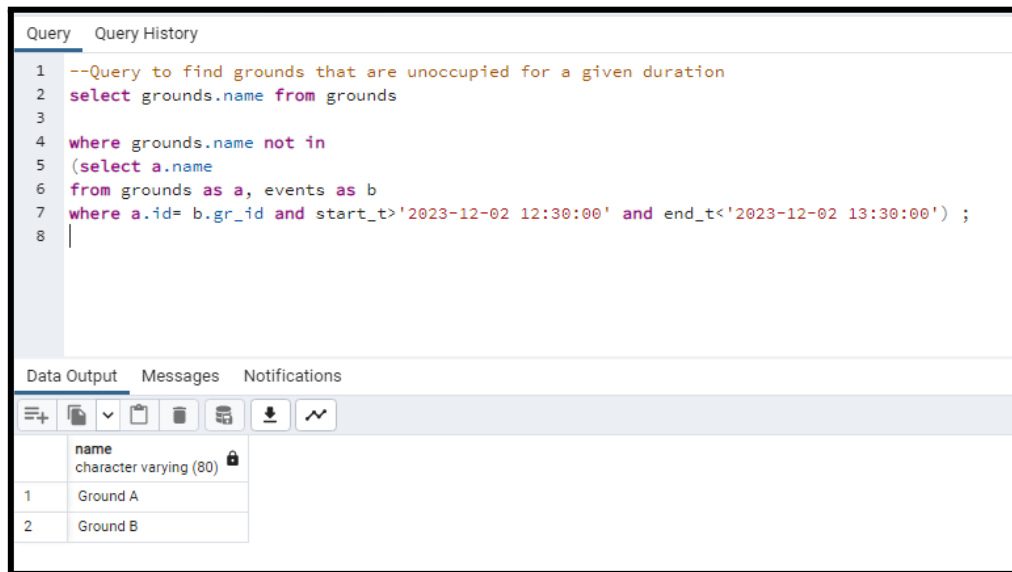 Query Query History
1 --Query to find grounds that are unoccupied for a given duration
2 select grounds.name from grounds
3
4 where grounds.name not in
5 (select a.name
6 from grounds as a, events as b
7 where a.id= b.gr_id and start_t>'2023-12-02 12:30:00' and end_t<'2023-12-02 13:30:00') ;
8
Data Output Messages Notifications
name
character varying (80)
1 Ground A
2 Ground B